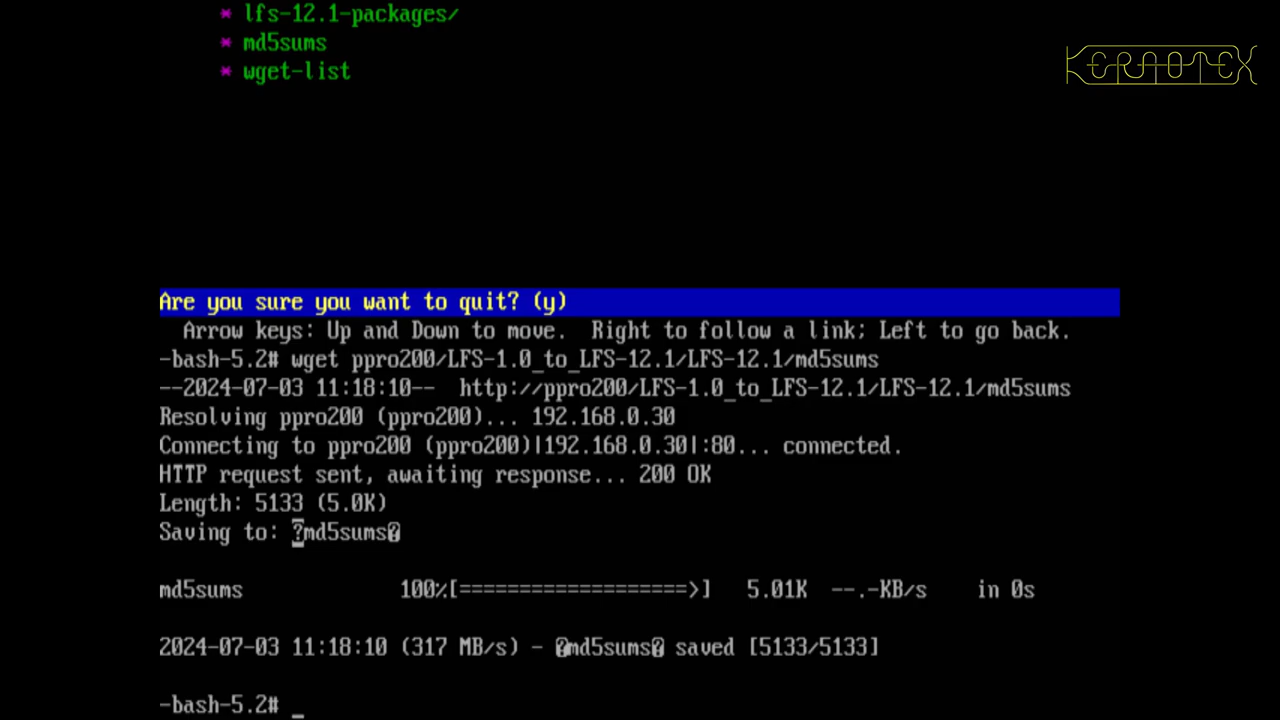 * lfs-12.1-packages/
* md5sums
* wget-list
KERNOTEX
Are you sure you want to quit? (y)
Arrow keys: Up and Down to move.  Right to follow a link; Left to go back.
-bash-5.2# wget ppro200/LFS-1.0_to_LFS-12.1/LFS-12.1/md5sums
--2024-07-03 11:18:10--  http://ppro200/LFS-1.0_to_LFS-12.1/LFS-12.1/md5sums
Resolving ppro200 (ppro200)... 192.168.0.30
Connecting to ppro200 (ppro200)|192.168.0.30|:80... connected.
HTTP request sent, awaiting response... 200 OK
Length: 5133 (5.0K)
Saving to: ?md5sums�
md5sums 100%[===================>] 5.01K --.-KB/s in 0s
2024-07-03 11:18:10 (317 MB/s) - �md5sums� saved [5133/5133]
-bash-5.2# _